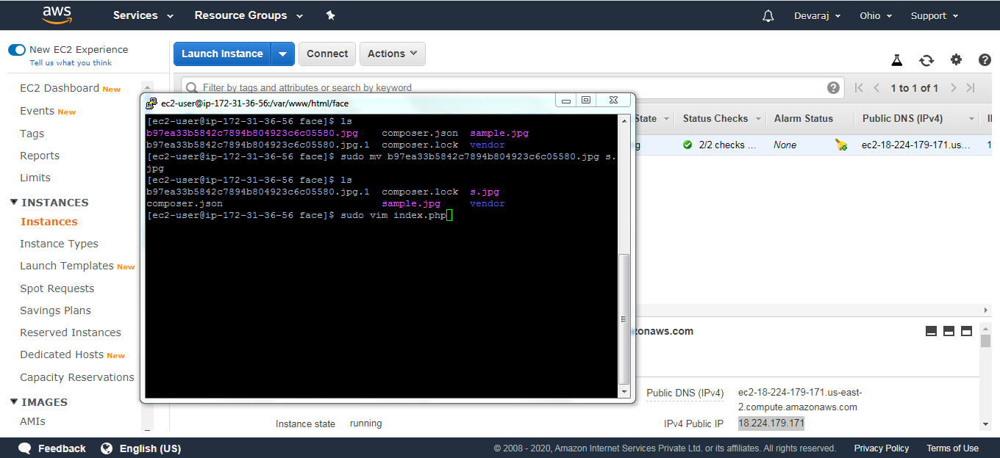 aws Services Resource Groups Devaraj Ohio Support
New EC2 Experience
Tell us what you think
Launch Instance Connect Actions
EC2 Dashboard New
Events New
Tags
Reports
Limits
INSTANCES
Instances
Instance Types
Launch Templates New
Spot Requests
Savings Plans
Reserved Instances
Dedicated Hosts New
Capacity Reservations
IMAGES
AMIs
Filter by tags and attributes or search by keyword
1 to 1 of 1
State Status Checks Alarm Status Public DNS (IPv4)
2/2 checks ... None ec2-18-224-179-171.us...
ec2-user@ip-172-31-36-56:/var/www/html/face
[ec2-user@ip-172-31-36-56 face]$ ls
b97ea33b5842c7894b804923c6c05580.jpg composer.json sample.jpg
b97ea33b5842c7894b804923c6c05580.jpg.1 composer.lock vendor
[ec2-user@ip-172-31-36-56 face]$ sudo mv b97ea33b5842c7894b804923c6c05580.jpg s.
jpg
[ec2-user@ip-172-31-36-56 face]$ ls
b97ea33b5842c7894b804923c6c05580.jpg.1 composer.lock s.jpg
composer.json sample.jpg vendor
[ec2-user@ip-172-31-36-56 face]$ sudo vim index.php
onaws.com
Public DNS (IPv4) ec2-18-224-179-171.us-east-
2.compute.amazonaws.com
Instance state running
IPv4 Public IP 18.224.179.171
Feedback English (US)
© 2008 - 2020, Amazon Internet Services Private Ltd. or its affiliates. All rights reserved. Privacy Policy Terms of Use